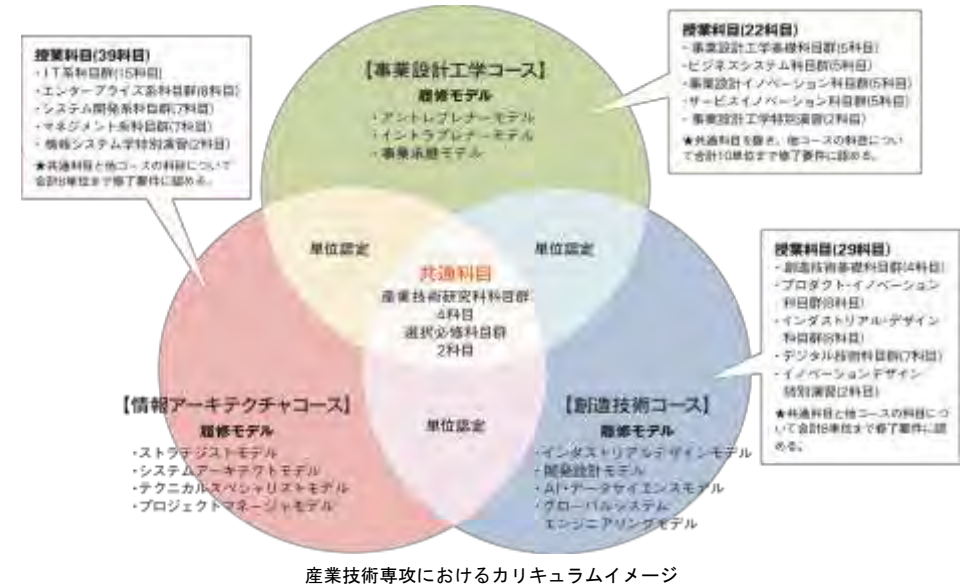 授業科目(39科目)
・IT系科目群(15科目)
・エンタープライズ系科目群(8科目)
・システム開発系科目群(7科目)
・マネジメント系科目群(7科目)
・情報システム学特別演習(2科目)
★共通科目と他コースの科目について
合計8単位まで修了要件に認める。
【事業設計工学コース】
履修モデル
・アントレプレナーモデル
・イントラプレナーモデル
・事業承継モデル
授業科目(22科目)
・事業設計工学基礎科目群(5科目)
・ビジネスシステム科目群(5科目)
・事業設計イノベーション科目群(5科目)
・サービスイノベーション科目群(5科目)
・事業設計工学特別演習(2科目)
★共通科目を除き、他コースの科目につい
て合計10単位まで修了要件に認める。
単位認定
単位認定
共通科目
産業技術研究科科目群
4科目
選択必修科目群
2科目
授業科目(29科目)
・創造技術基礎科目群(4科目)
・プロダクト・イノベーション
科目群(8科目)
・インダストリアル・デザイン
科目群(8科目)
・デジタル技術科目群(7科目)
・イノベーションデザイン
特別演習(2科目)
★共通科目と他コースの科目につ
いて合計8単位まで修了要件に認
める。
【情報アーキテクチャコース】
履修モデル
・ストラテジストモデル
・システムアーキテクトモデル
・テクニカルスペシャリストモデル
・プロジェクトマネージャモデル
単位認定
【創造技術コース】
履修モデル
・インダストリアルデザインモデル
・開発設計モデル
・AI・データサイエンスモデル
・グローバルシステム
エンジニアリングモデル
産業技術専攻におけるカリキュラムイメージ